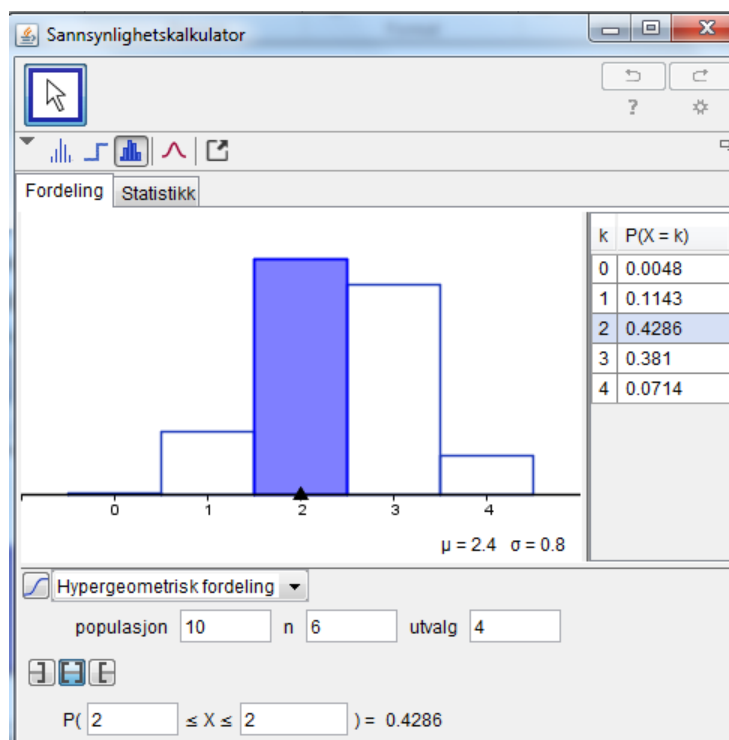 Sannsynlighetskalkulator
?
Fordeling Statistikk
k P(X = k)
0 0.0048
1 0.1143
2 0.4286
3 0.381
4 0.0714
0 1 2 3 4
μ = 2.4 σ = 0.8
Hypergeometrisk fordeling
populasjon 10 n 6 utvalg 4
P( 2 ≤ X ≤ 2 ) = 0.4286